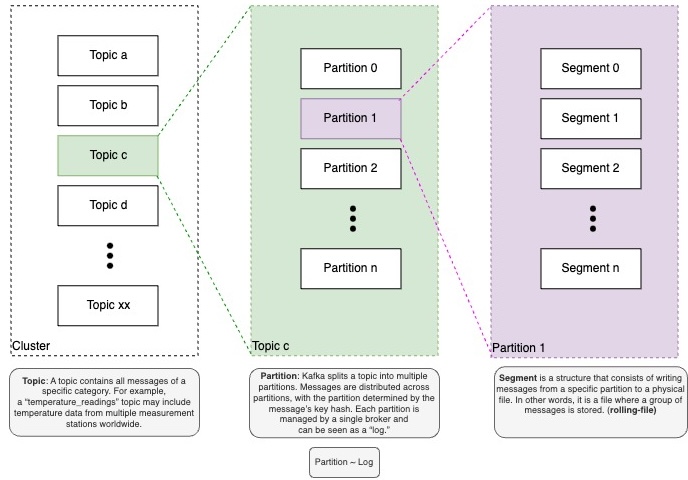 Topic a
Topic b
Topic c
Topic d
Topic xx
Cluster
Partition 0
Partition 1
Partition 2
Partition n
Topic c
Segment 0
Segment 1
Segment 2
Segment n
Partition 1
Topic: A topic contains all messages of a
specific category. For example,
a “temperature_readings” topic may include
temperature data from multiple measurement
stations worldwide.
Partition: Kafka splits a topic into multiple
partitions. Messages are distributed across
partitions, with the partition determined by the
message's key hash. Each partition is
managed by a single broker and
can be seen as a “log.”
Segment is a structure that consists of writing
messages from a specific partition to a physical
file. In other words, it is a file where a group of
messages is stored. (rolling-file)
Partition ~ Log